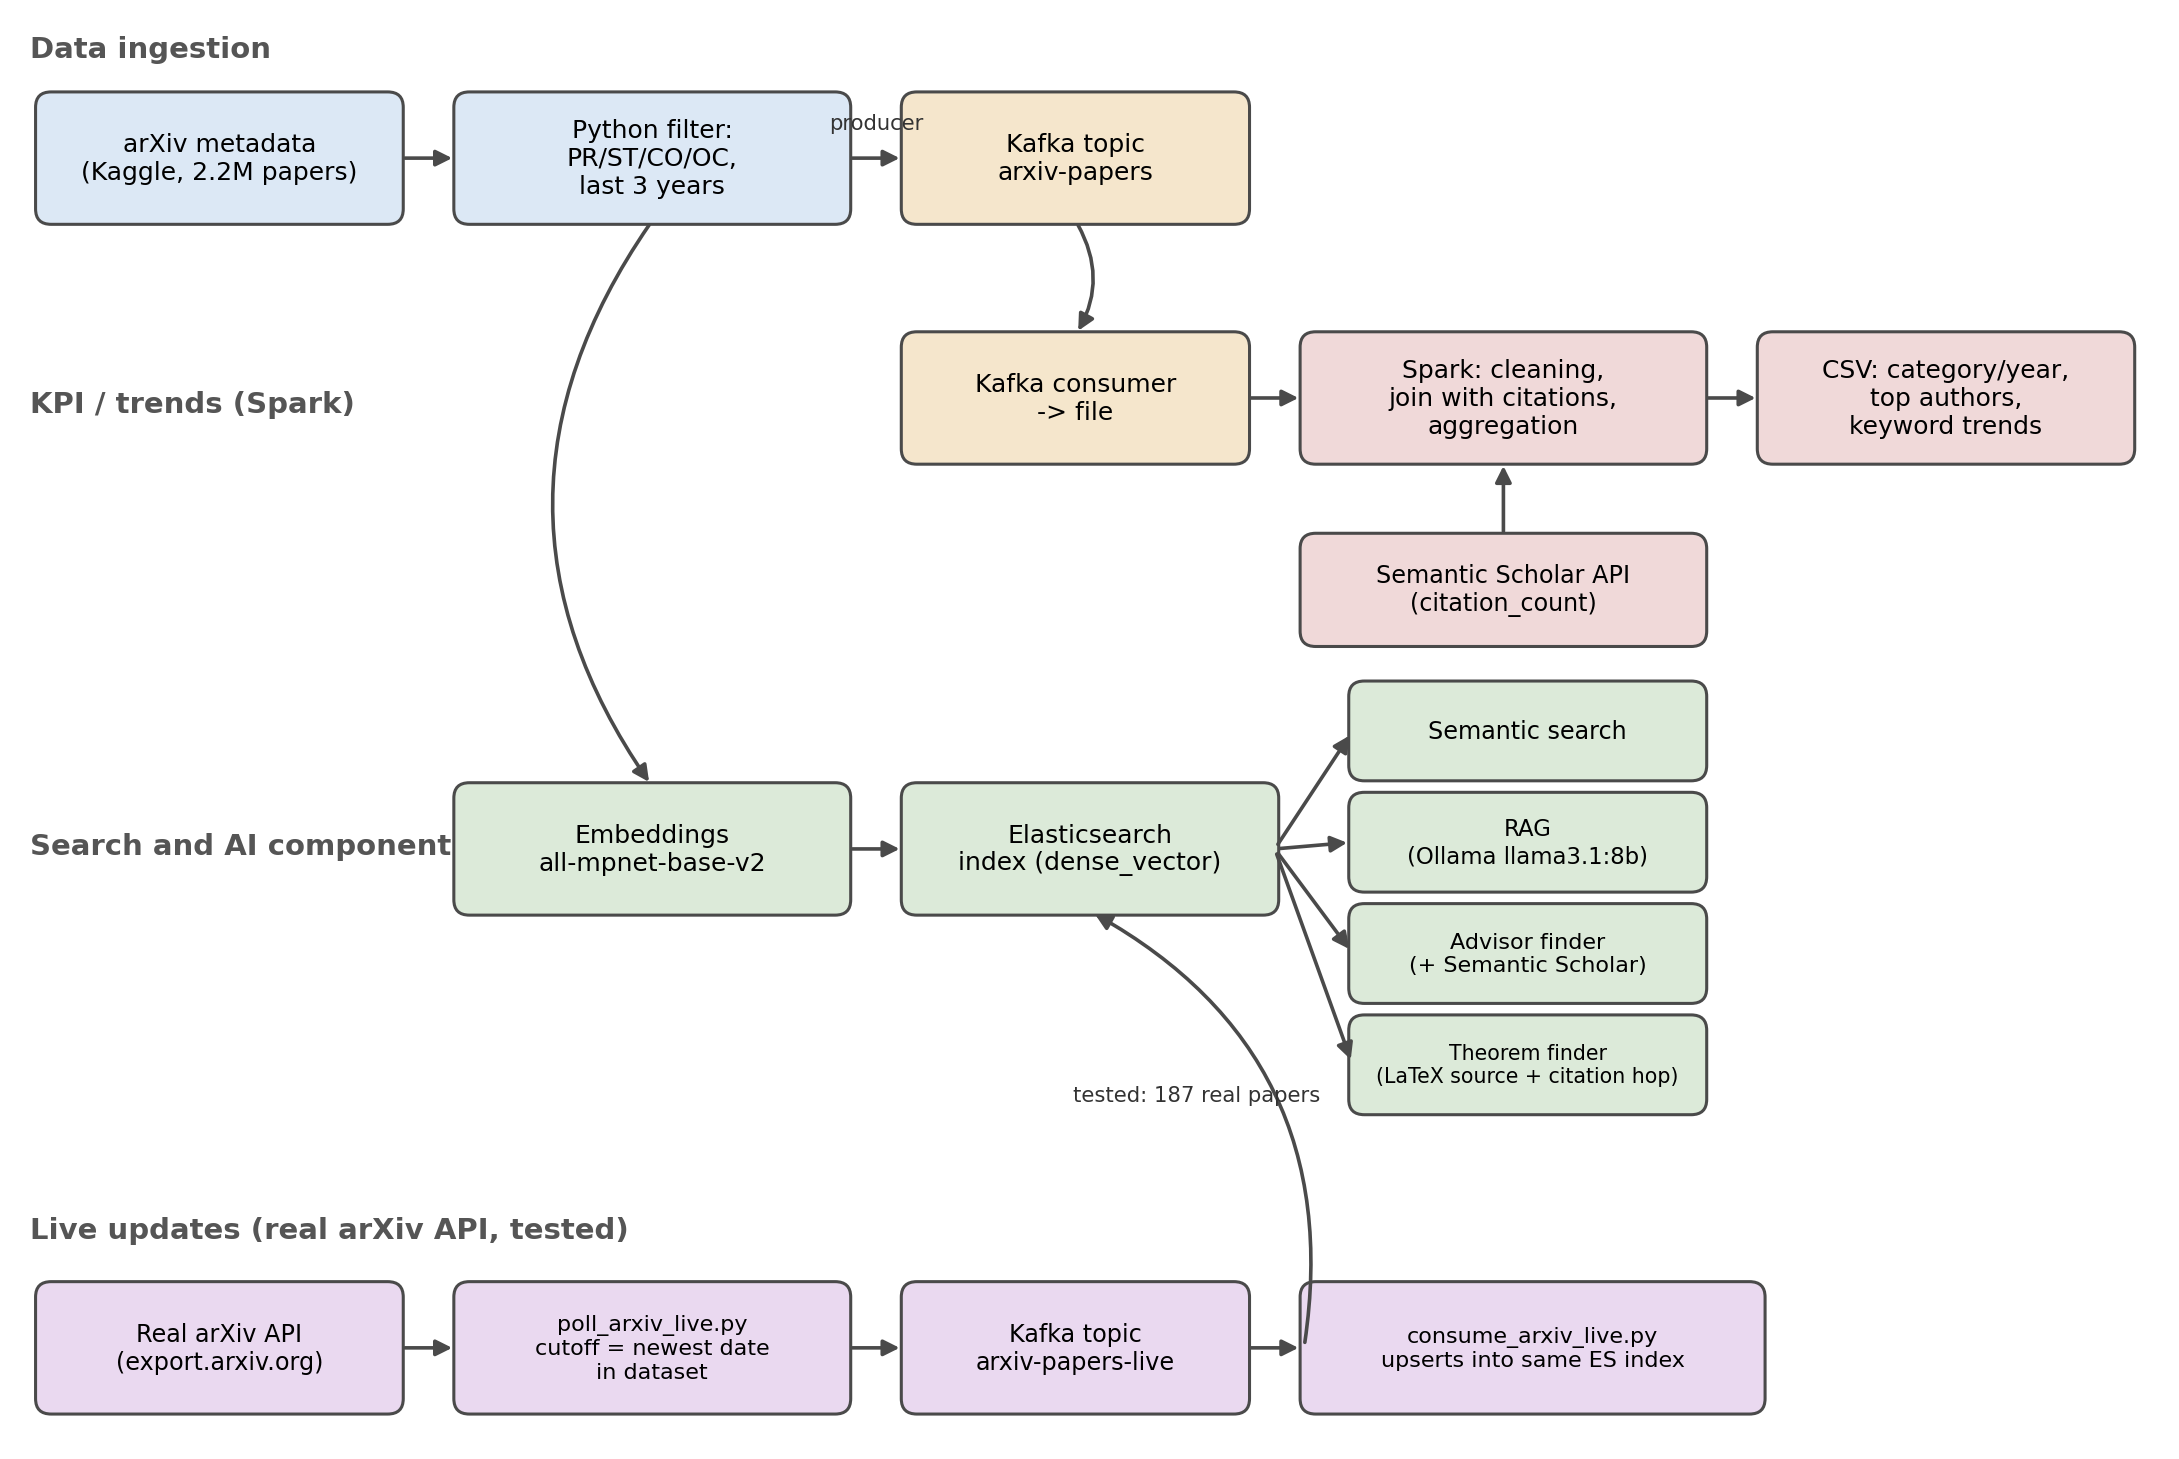 Data ingestion
arXiv metadata
(Kaggle, 2.2M papers)
Python filter:
PR/ST/CO/OC,
last 3 years
producer
Kafka topic
arxiv-papers
KPI / trends (Spark)
Kafka consumer
-> file
Spark: cleaning,
join with citations,
aggregation
CSV: category/year,
top authors,
keyword trends
Semantic Scholar API
(citation_count)
Search and AI component
Embeddings
all-mpnet-base-v2
Elasticsearch
index (dense_vector)
Semantic search
RAG
(Ollama llama3.1:8b)
Advisor finder
(+ Semantic Scholar)
Theorem finder
(LaTeX source + citation hop)
tested: 187 real papers
Live updates (real arXiv API, tested)
Real arXiv API
(export.arxiv.org)
poll_arxiv_live.py
cutoff = newest date
in dataset
Kafka topic
arxiv-papers-live
consume_arxiv_live.py
upserts into same ES index